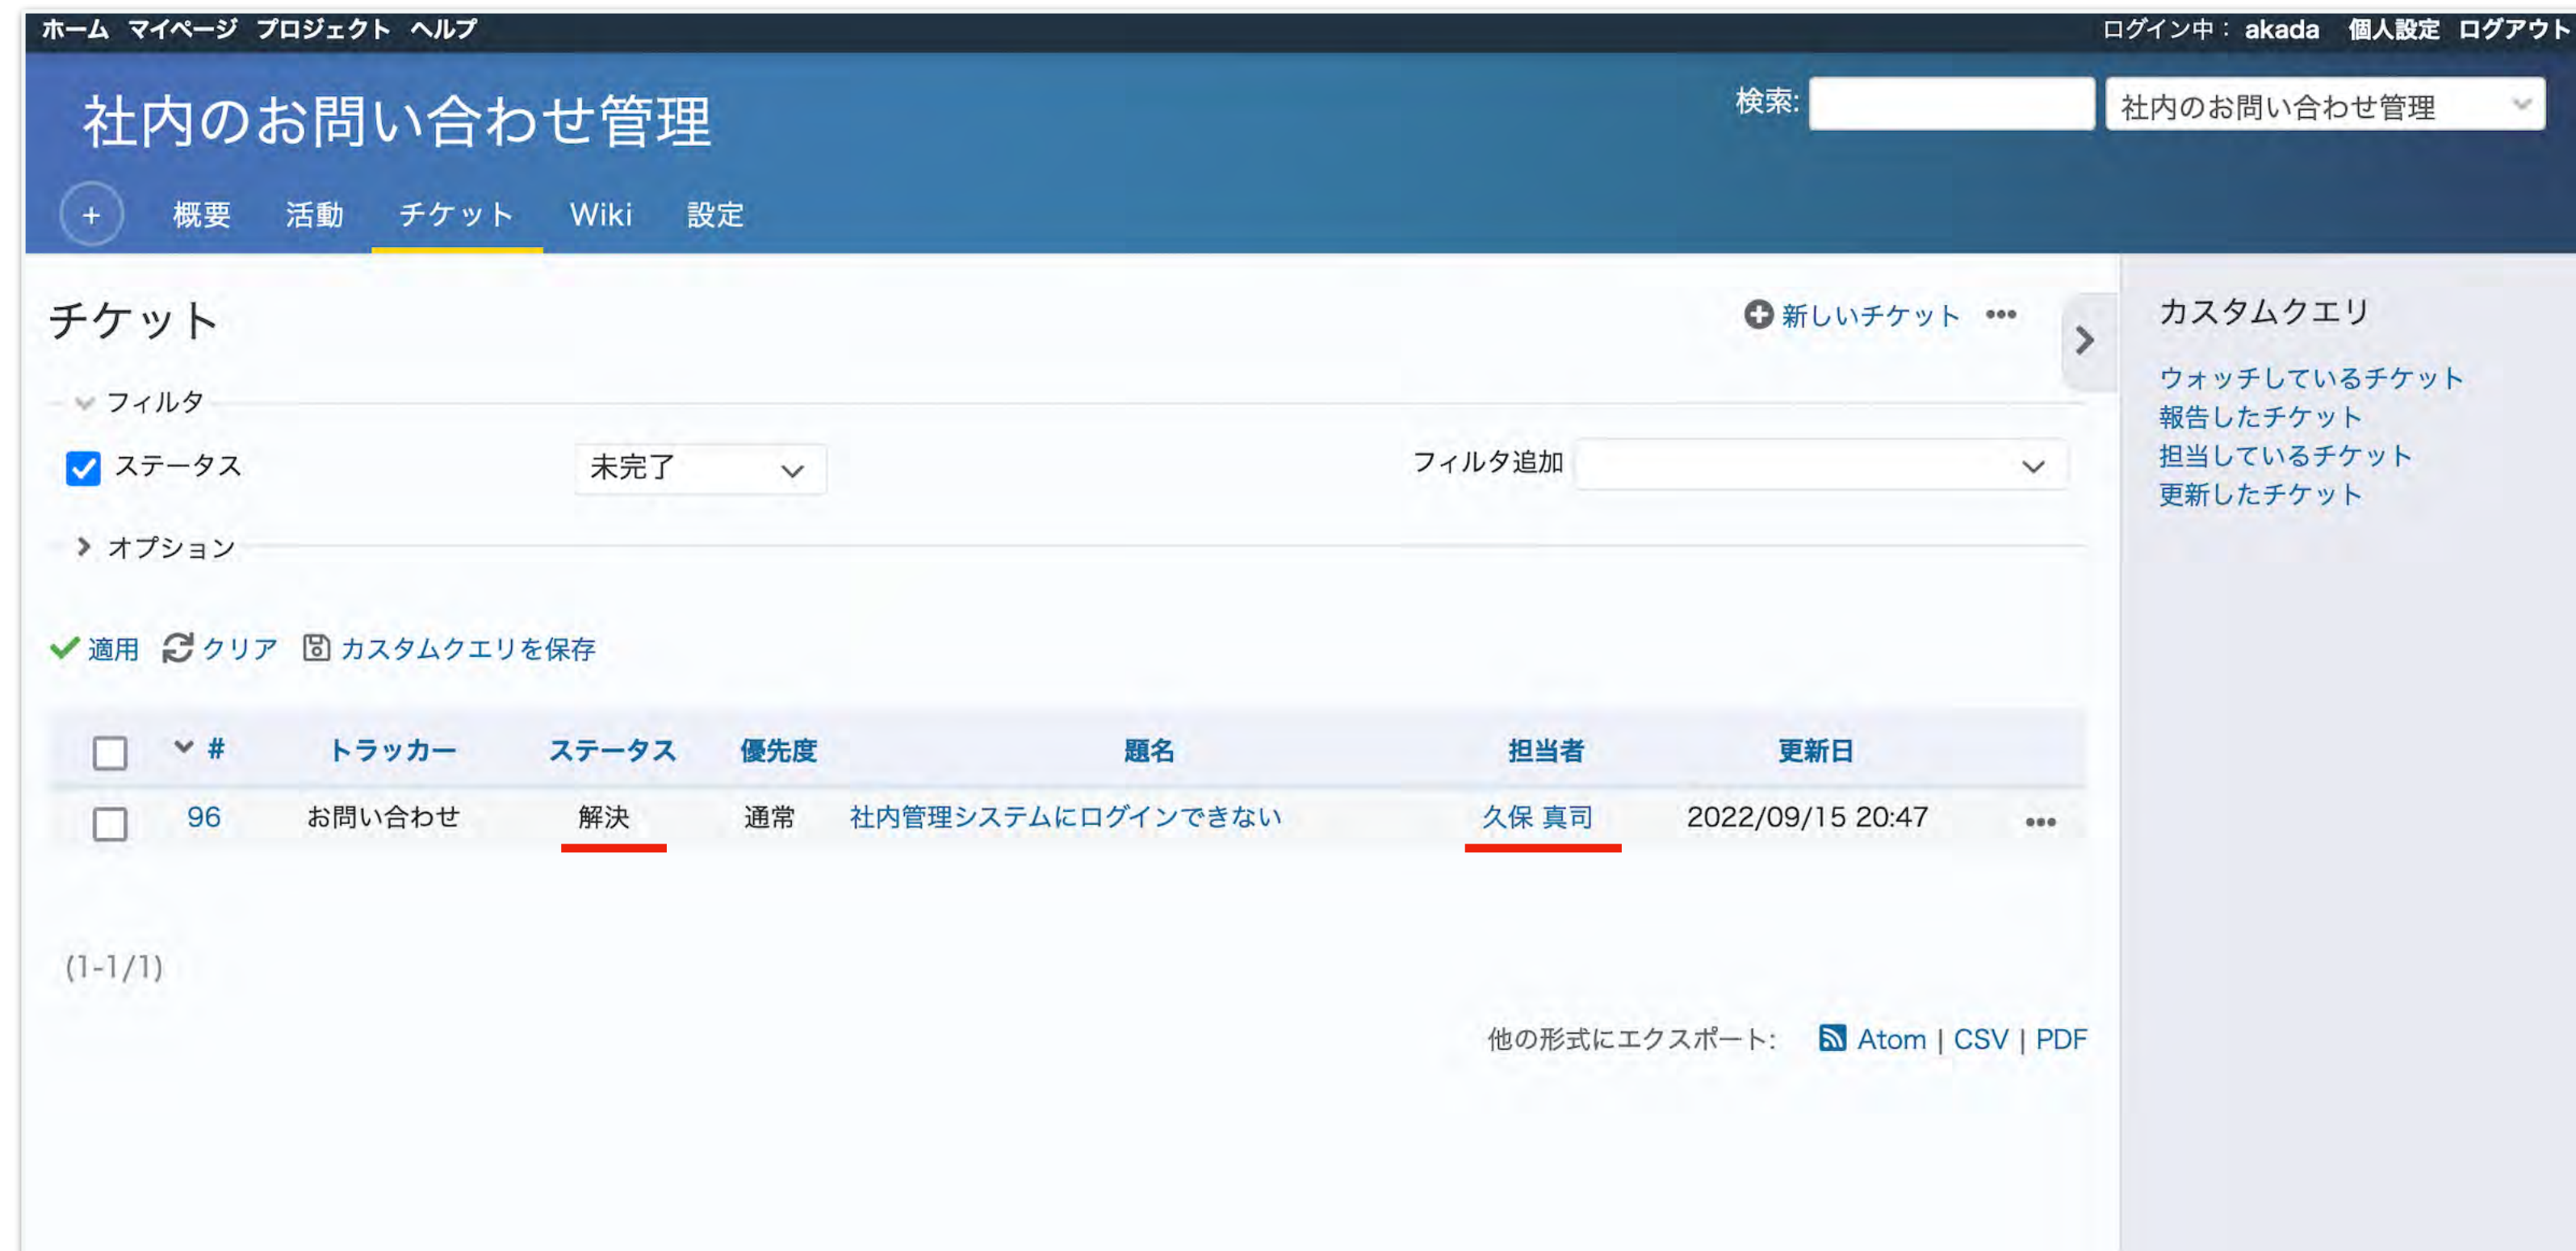 ホーム マイページ プロジェクト ヘルプ ログイン中： akada 個人設定 ログアウト
社内のお問い合わせ管理 検索: 社内のお問い合わせ管理
+ 概要 活動 チケット Wiki 設定
チケット 新しいチケット •••
フィルタ
ステータス 未完了 フィルタ追加
オプション
適用 クリア カスタムクエリを保存
# トラッカー ステータス 優先度 題名 担当者 更新日
96 お問い合わせ 解決 通常 社内管理システムにログインできない 久保 真司 2022/09/15 20:47 •••
(1-1/1)
他の形式にエクスポート: Atom | CSV | PDF
カスタムクエリ
ウォッチしているチケット
報告したチケット
担当しているチケット
更新したチケット